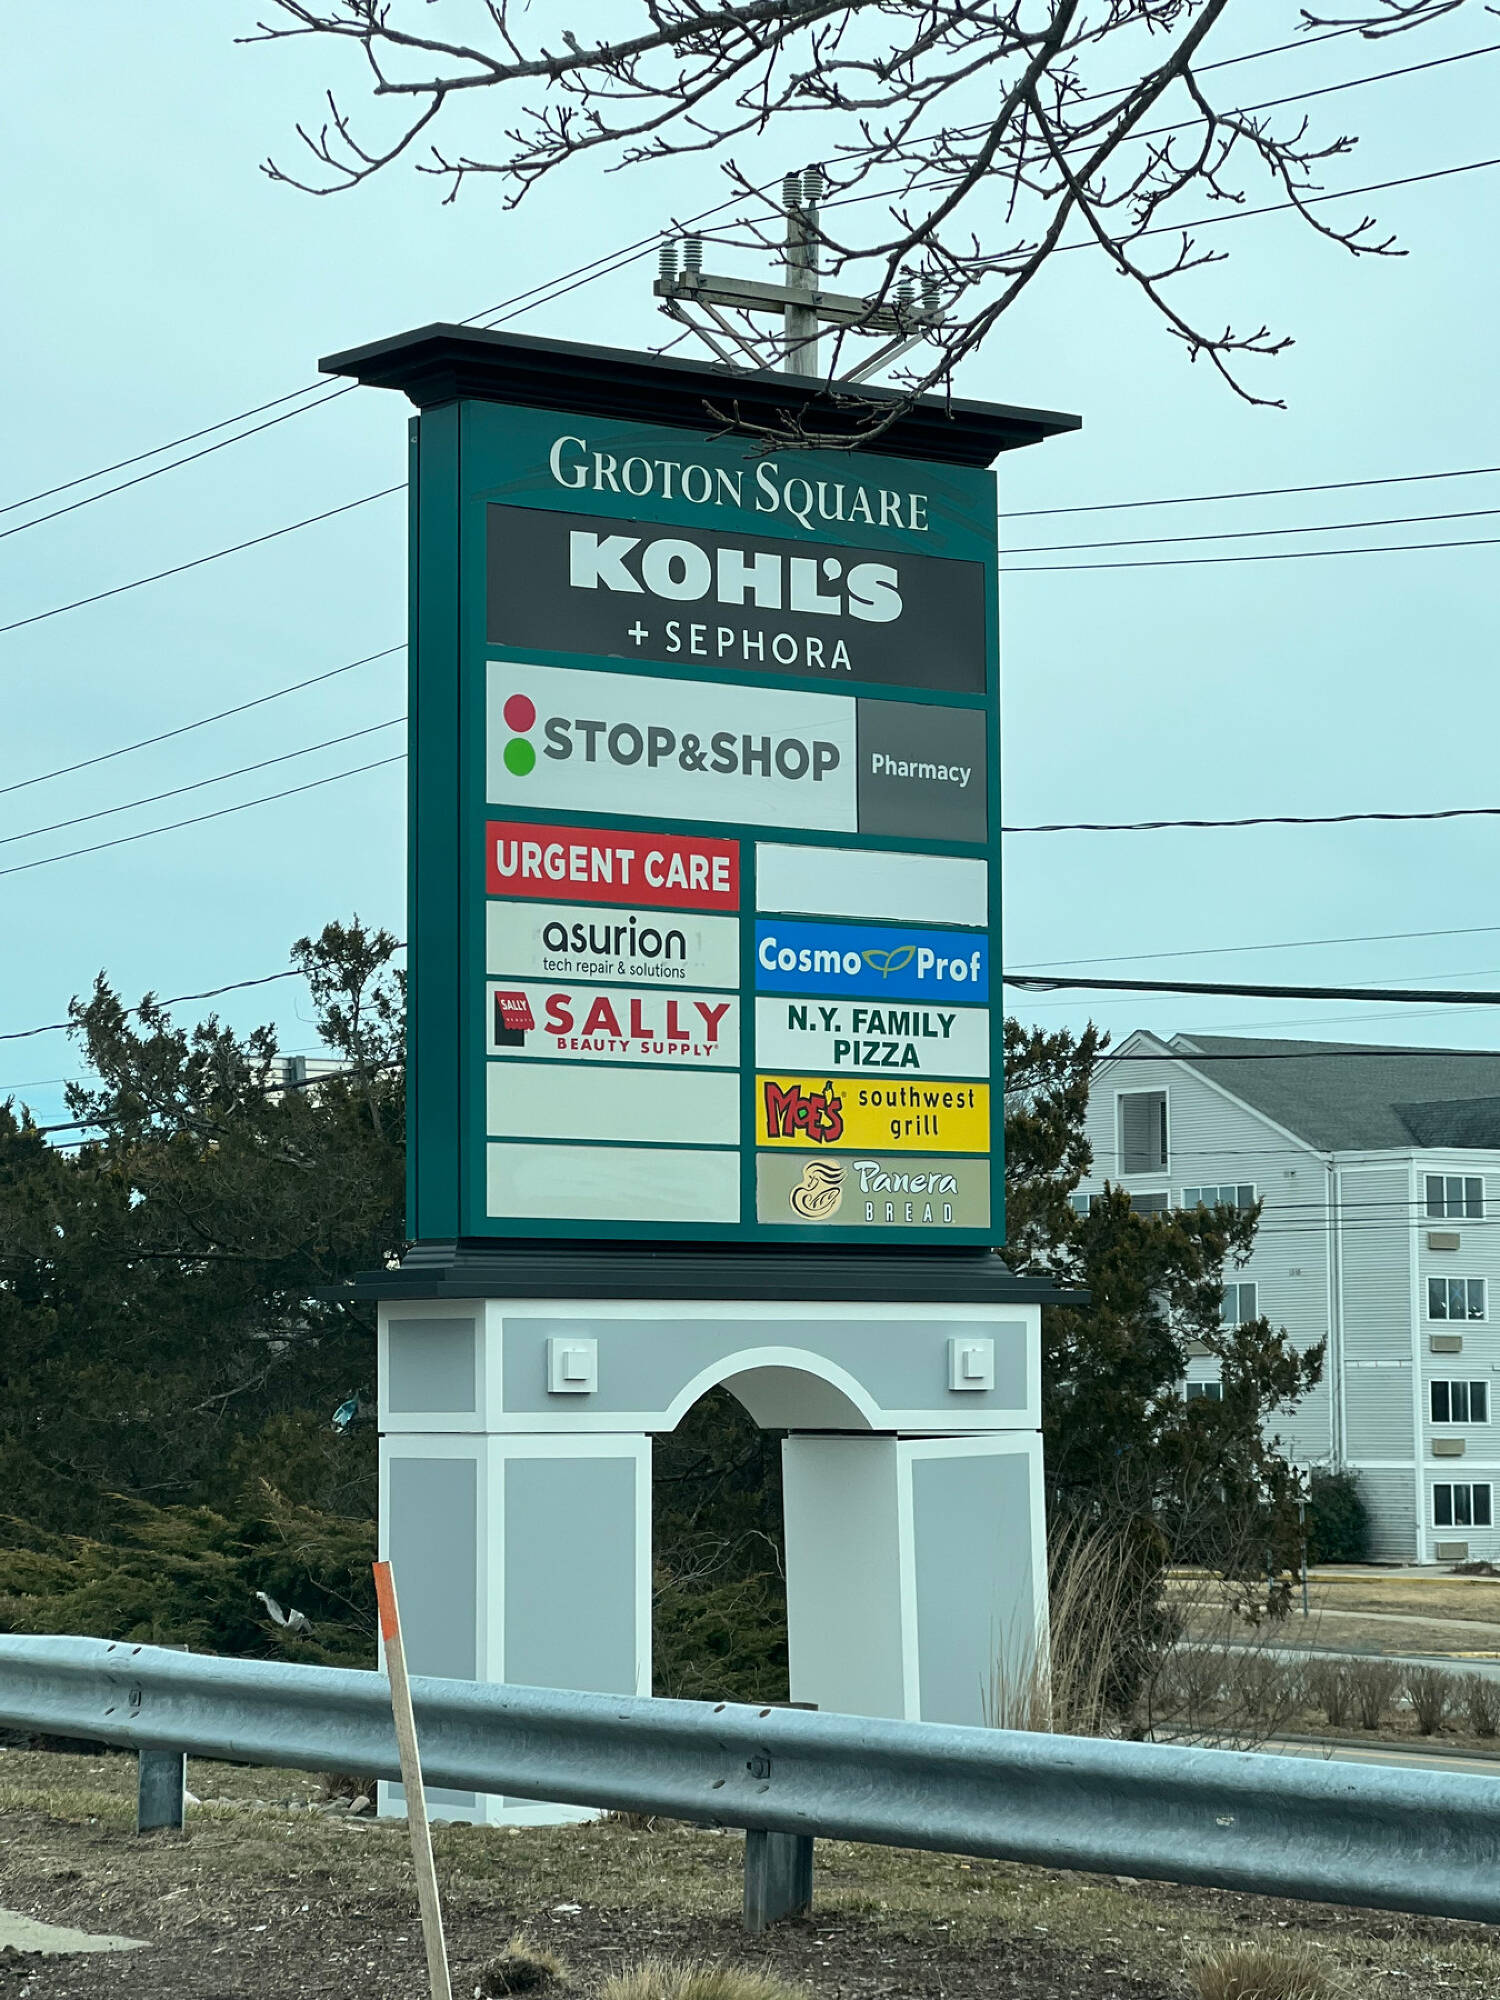 GROTON SQUARE
KOHL'S
+ SEPHORA
STOP&SHOP
Pharmacy
URGENT CARE
asurion
tech repair & solutions
SALLY
BEAUTY
SALLY
BEAUTY SUPPLY®
Cosmo Prof
N.Y. FAMILY
PIZZA
MOE'S®
southwest
grill
Panera
BREAD